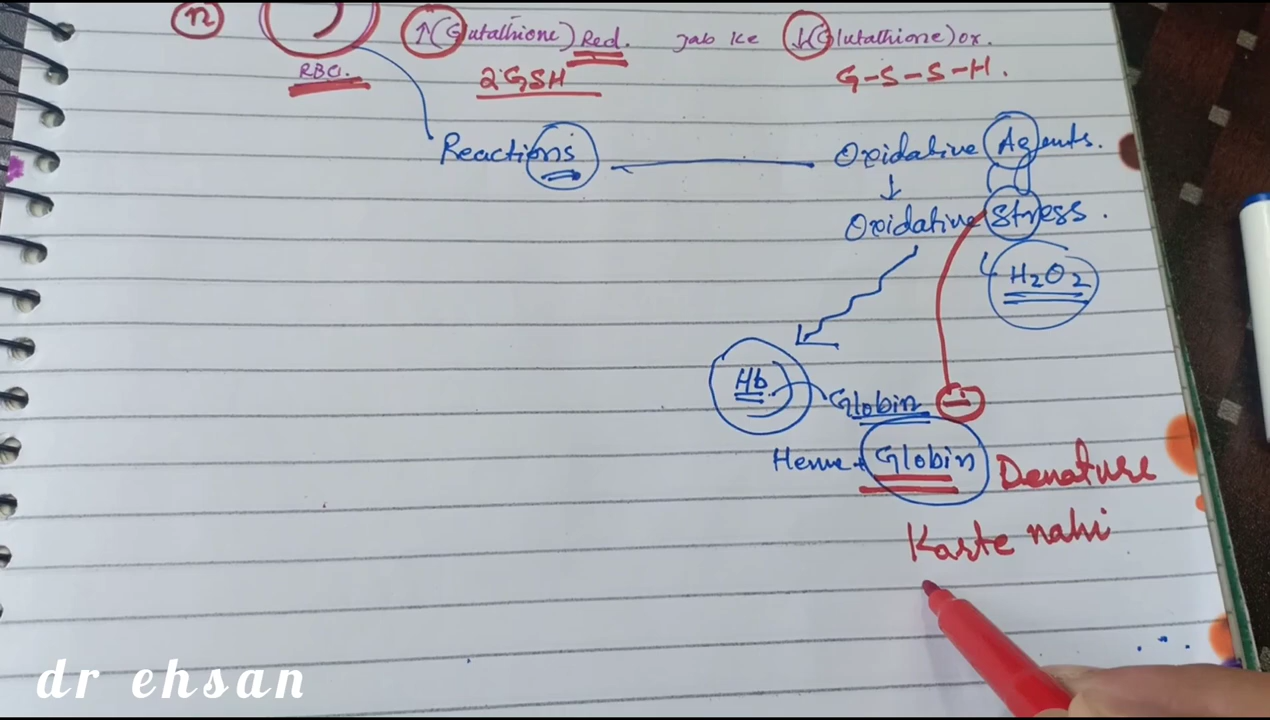 n ↑(Glutathione) Red. Jab ke ↓(Glutathione) ox.
RBC. 2GSH G-S-S-H.
Reactions Oxidative Agents.
↓
Oxidative Stress.
H2O2
Hb Globin -
Heme + Globin Denature
Karte nahi
dr ehsan